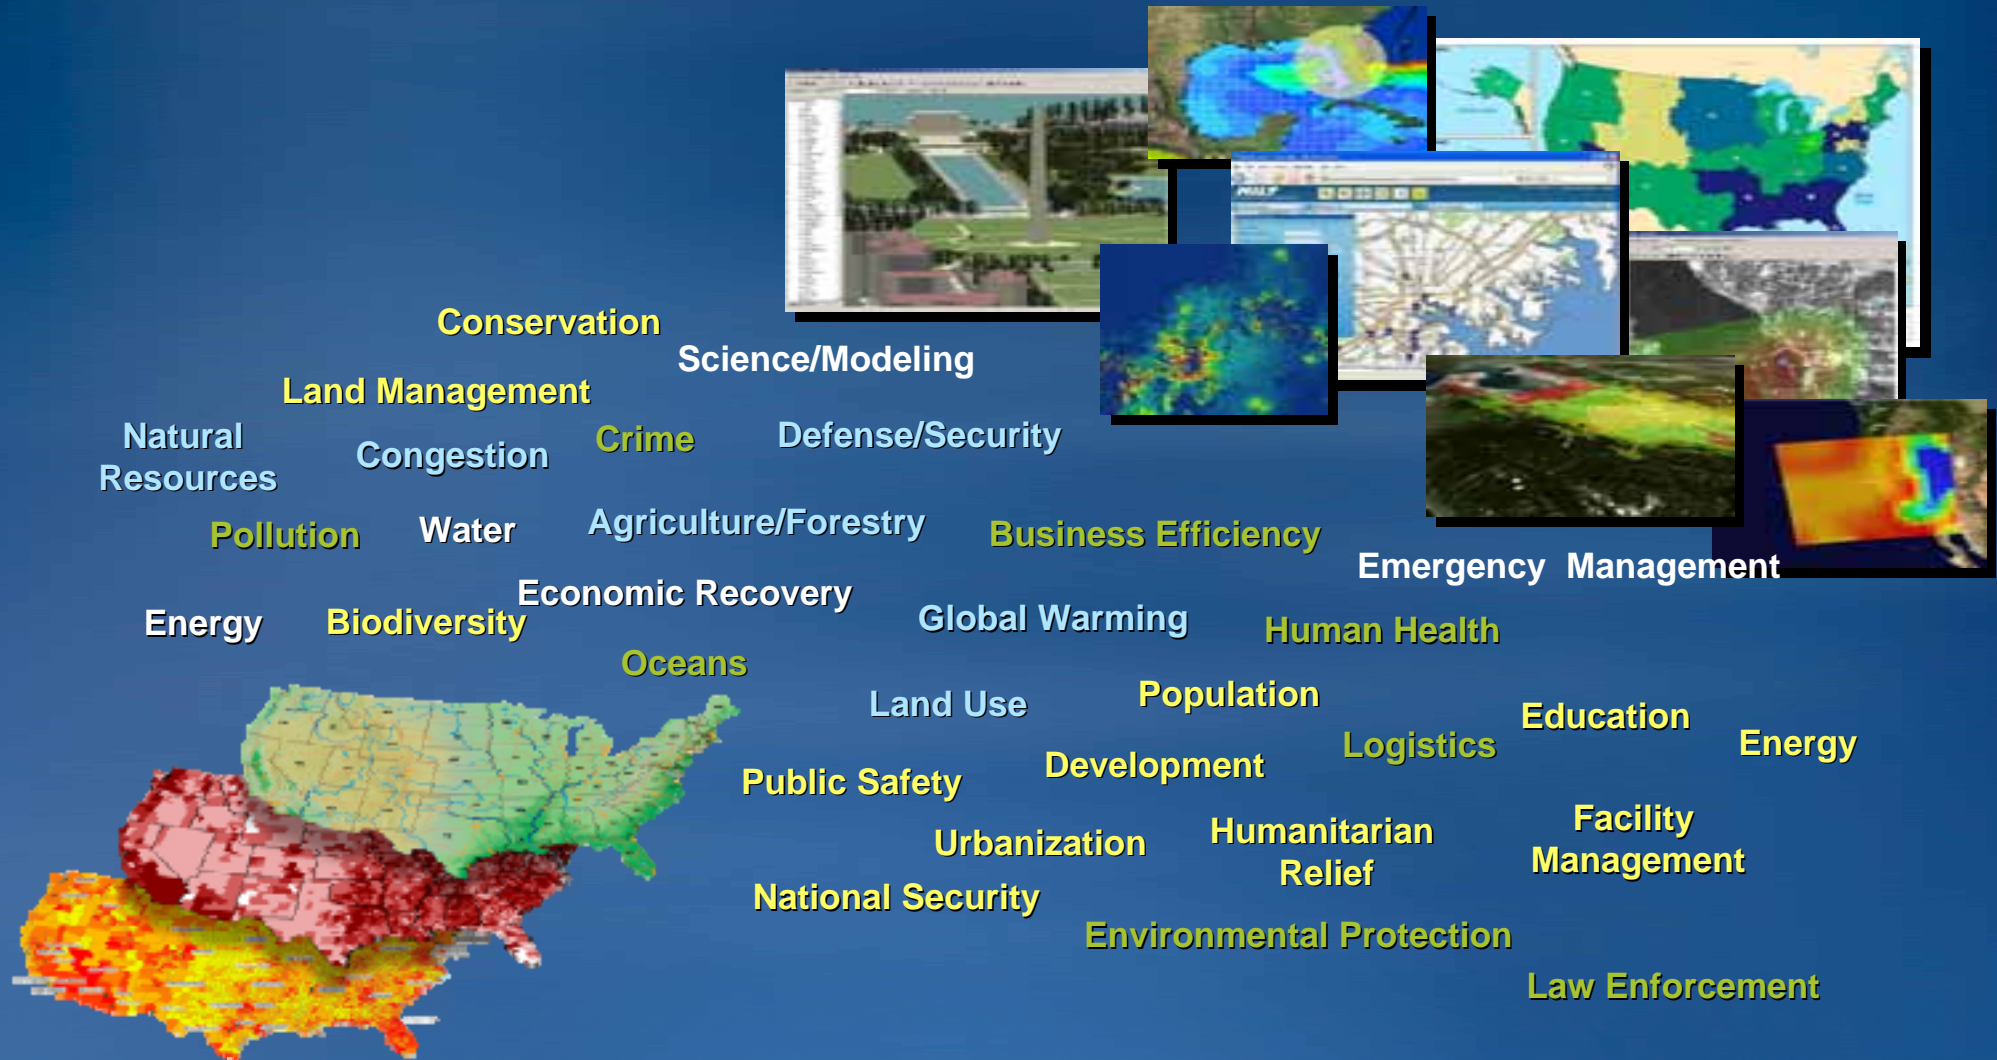 Conservation
Science/Modeling
Land Management
Natural
Resources
Congestion
Crime
Defense/Security
Pollution
Water
Agriculture/Forestry
Business Efficiency
Emergency Management
Economic Recovery
Energy
Biodiversity
Global Warming
Human Health
Oceans
Land Use
Population
Education
Logistics
Energy
Public Safety
Development
Urbanization
Humanitarian
Relief
Facility
Management
National Security
Environmental Protection
Law Enforcement